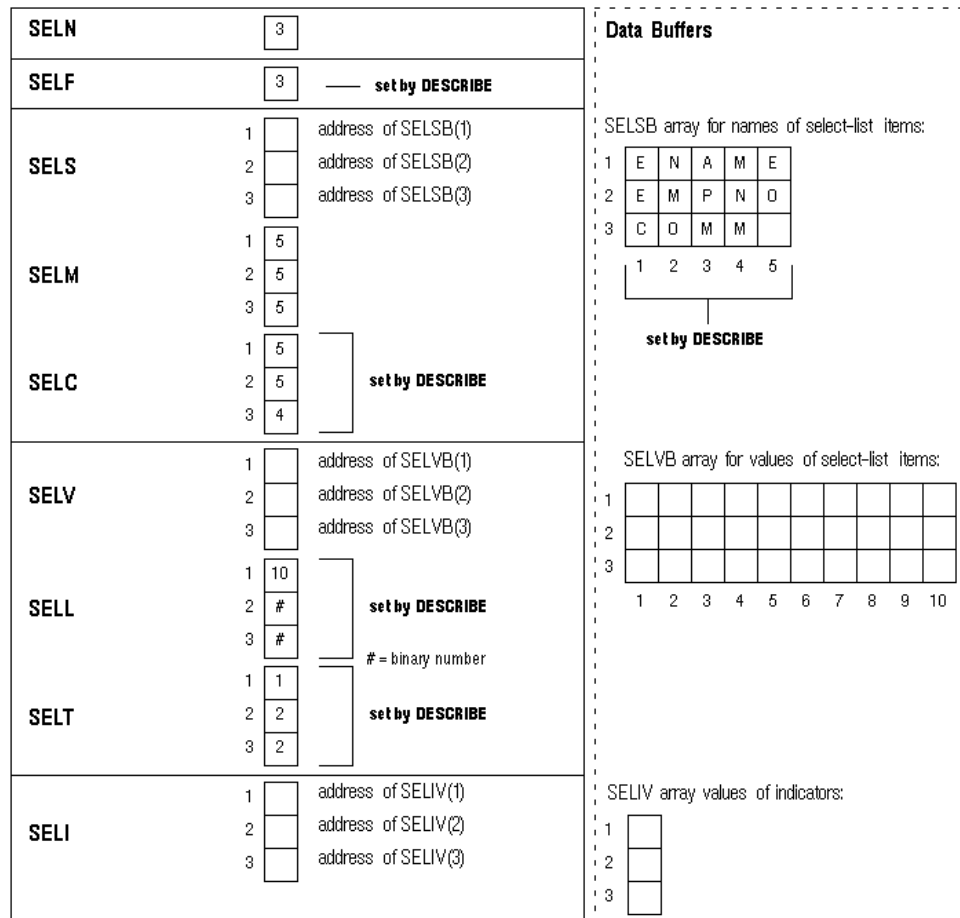 SELN 3
SELF 3 set by DESCRIBE
SELS
1 address of SELSB(1)
2 address of SELSB(2)
3 address of SELSB(3)
SELM
1 5
2 5
3 5
SELC
1 5
2 5
3 4
set by DESCRIBE
SELV
1 address of SELVB(1)
2 address of SELVB(2)
3 address of SELVB(3)
SELL
1 10
2 #
3 #
set by DESCRIBE
# = binary number
SELT
1 1
2 2
3 2
set by DESCRIBE
SELI
1 address of SELIV(1)
2 address of SELIV(2)
3 address of SELIV(3)
Data Buffers
SELSB array for names of select-list items:
1 E N A M E
2 E M P N O
3 C O M M
1 2 3 4 5
set by DESCRIBE
SELVB array for values of select-list items:
1
2
3
1 2 3 4 5 6 7 8 9 10
SELIV array values of indicators:
1
2
3